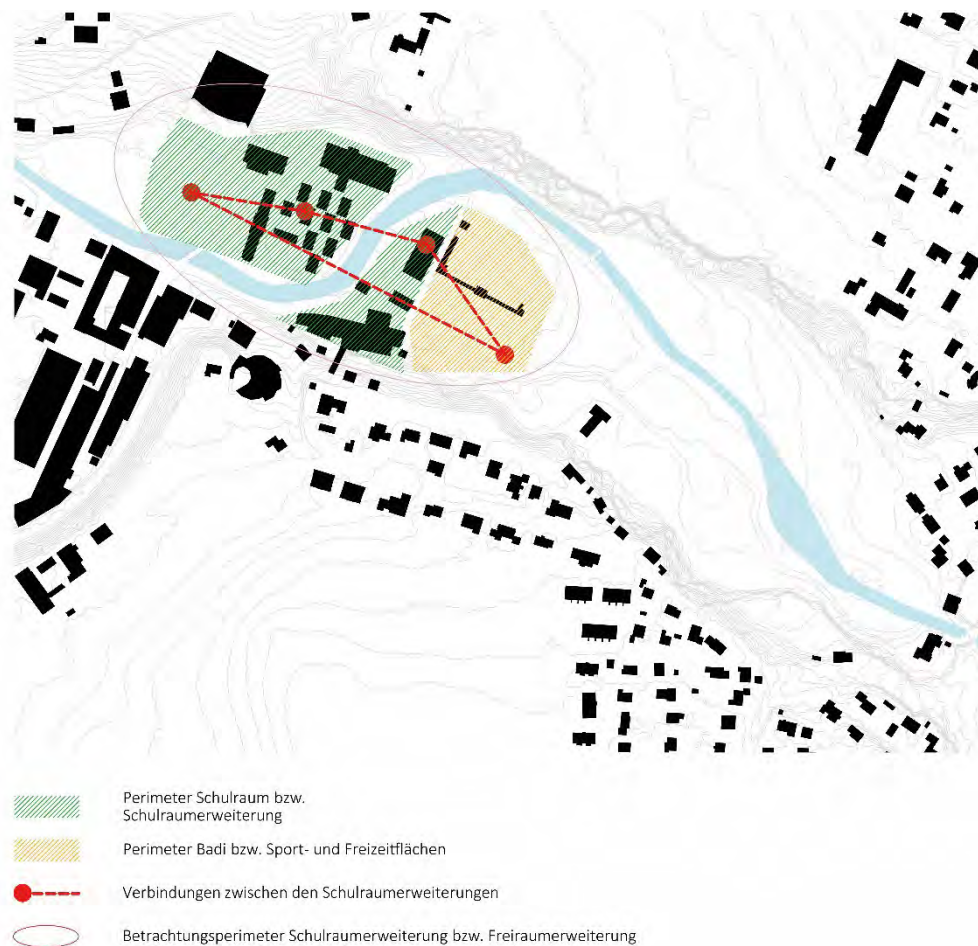 Perimeter Schulraum bzw.
Schulraumerweiterung
Perimeter Badi bzw. Sport- und Freizeitflächen
Verbindungen zwischen den Schulraumerweiterungen
Betrachtungsperimeter Schulraumerweiterung bzw. Freiraumerweiterung